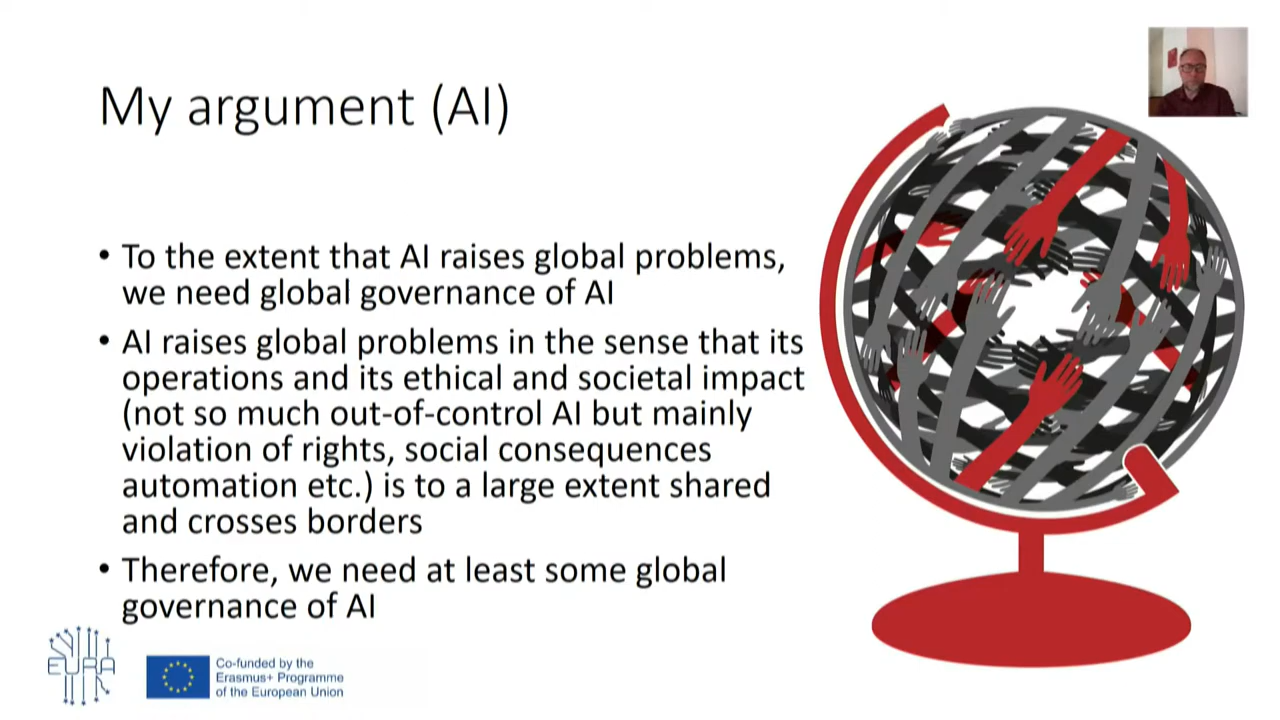 My argument (AI)
• To the extent that AI raises global problems,
we need global governance of AI
• AI raises global problems in the sense that its
operations and its ethical and societal impact
(not so much out-of-control AI but mainly
violation of rights, social consequences
automation etc.) is to a large extent shared
and crosses borders
• Therefore, we need at least some global
governance of AI
EURA
Co-funded by the
Erasmus+ Programme
of the European Union